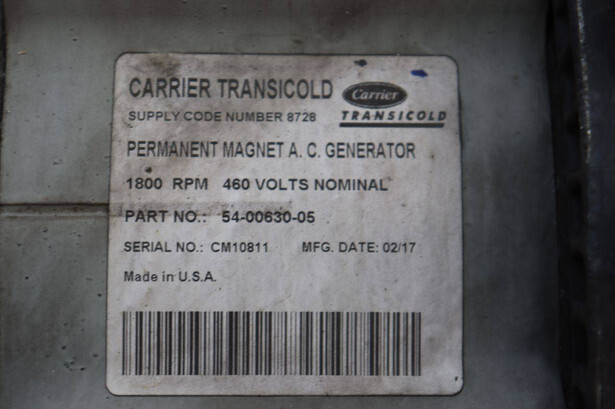 CARRIER TRANSICOLD
Carrier
TRANSICOLD
SUPPLY CODE NUMBER 8728
PERMANENT MAGNET A. C. GENERATOR
1800 RPM 460 VOLTS NOMINAL
PART NO.: 54-00630-05
SERIAL NO.: CM10811 MFG. DATE: 02/17
Made in U.S.A.